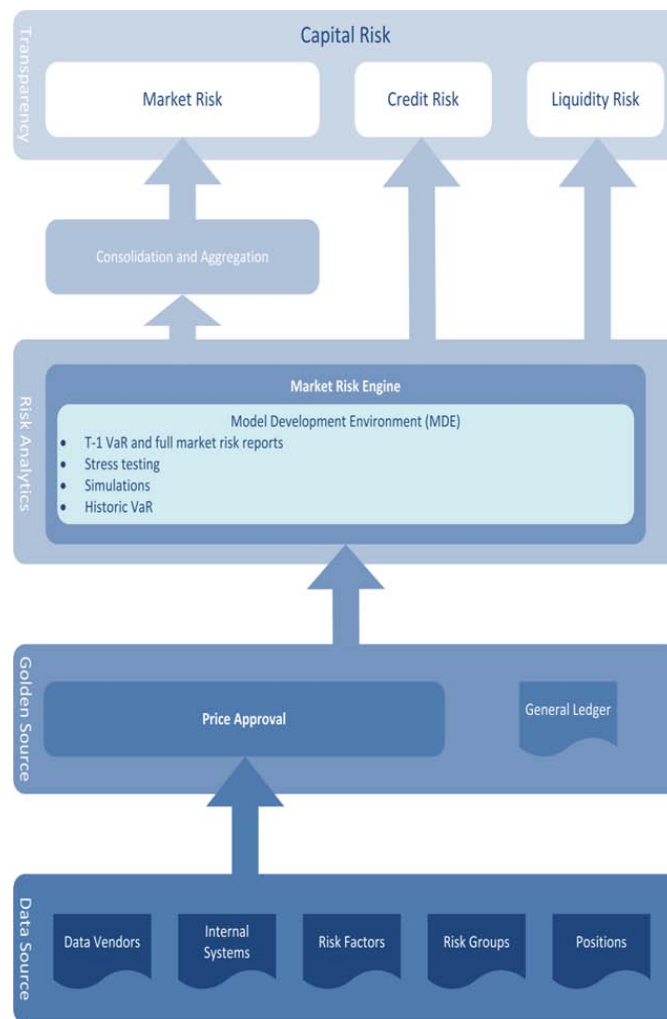 Transparency
Capital Risk
Market Risk
Credit Risk
Liquidity Risk
Consolidation and Aggregation
Risk Analytics
Market Risk Engine
Model Development Environment (MDE)
• T-1 VaR and full market risk reports
• Stress testing
• Simulations
• Historic VaR
Golden Source
Price Approval
General Ledger
Data Source
Data Vendors
Internal
Systems
Risk Factors
Risk Groups
Positions